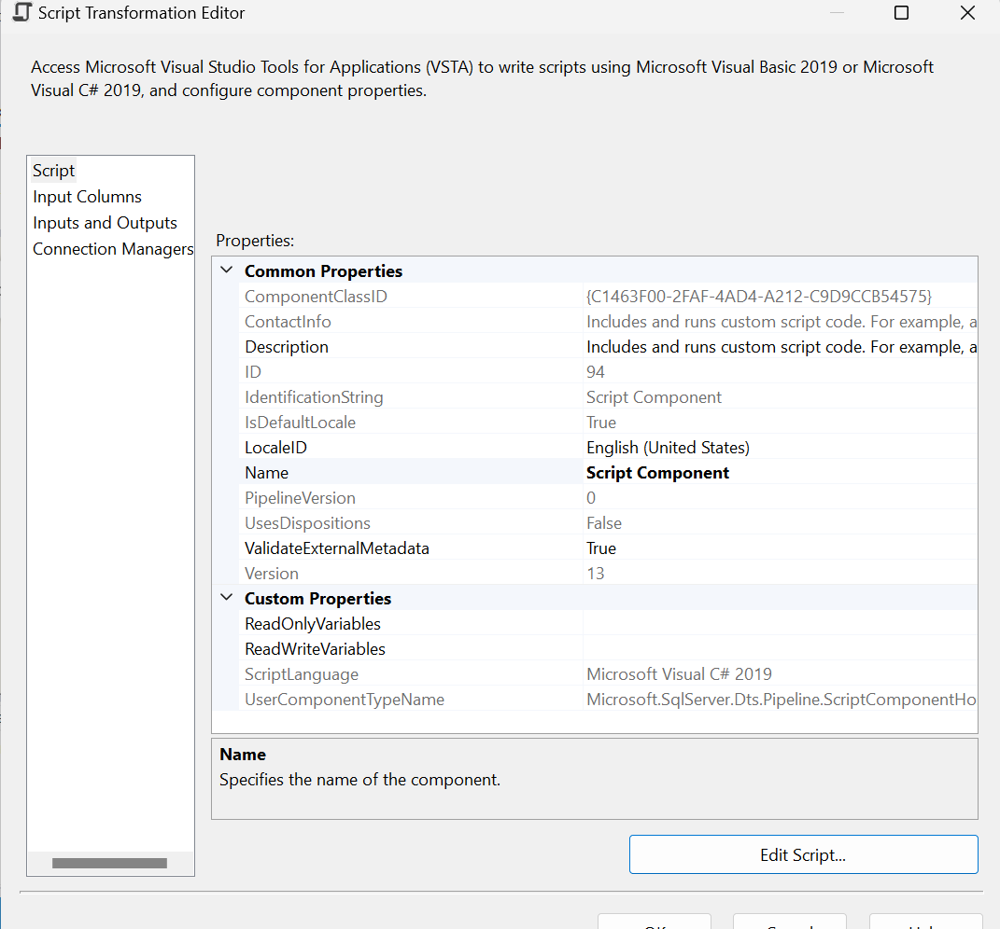 Script Transformation Editor
Access Microsoft Visual Studio Tools for Applications (VSTA) to write scripts using Microsoft Visual Basic 2019 or Microsoft
Visual C# 2019, and configure component properties.
Script
Input Columns
Inputs and Outputs
Connection Managers
Properties:
Common Properties
ComponentClassID {C1463F00-2FAF-4AD4-A212-C9D9CCB54575}
ContactInfo Includes and runs custom script code. For example, a
Description Includes and runs custom script code. For example, a
ID 94
IdentificationString Script Component
IsDefaultLocale True
LocaleID English (United States)
Name Script Component
PipelineVersion 0
UsesDispositions False
ValidateExternalMetadata True
Version 13
Custom Properties
ReadOnlyVariables
ReadWriteVariables
ScriptLanguage Microsoft Visual C# 2019
UserComponentTypeName Microsoft.SqlServer.Dts.Pipeline.ScriptComponentHo
Name
Specifies the name of the component.
Edit Script...